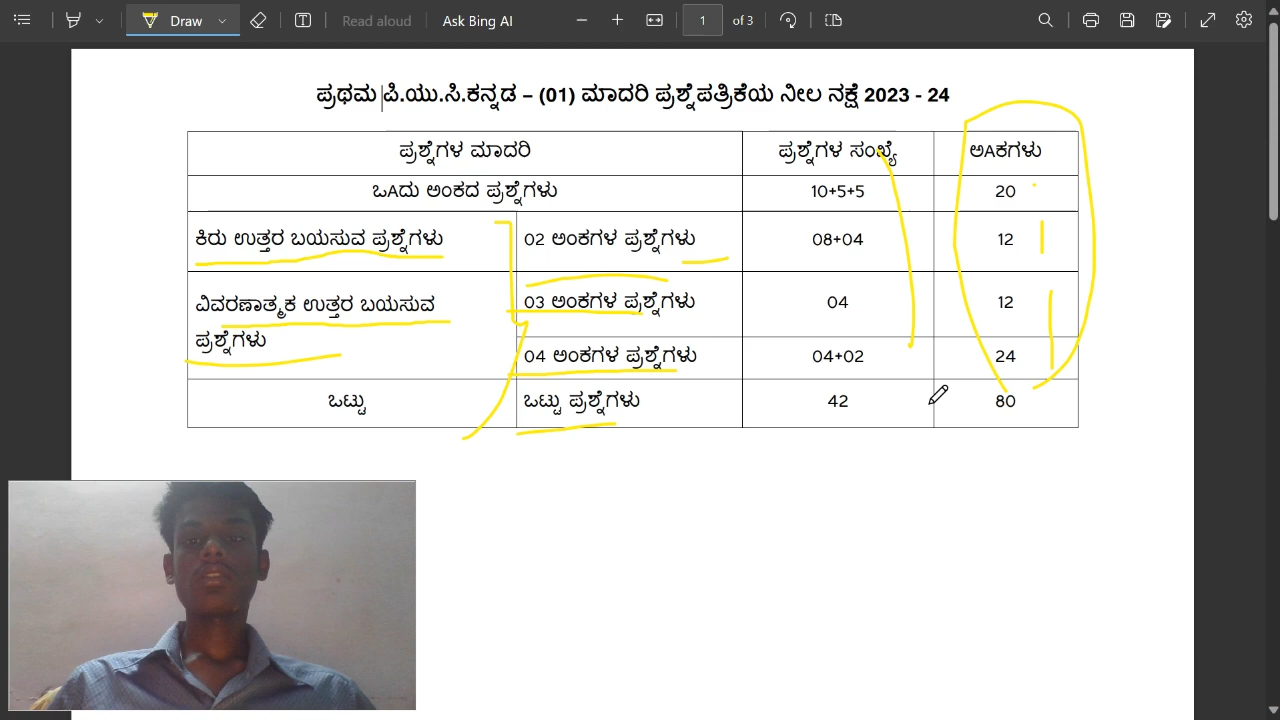 Draw Read aloud Ask Bing AI 1 of 3
ಪ್ರಥಮ ಪಿ.ಯು.ಸಿ.ಕನ್ನಡ – (01) ಮಾದರಿ ಪ್ರಶ್ನೆಪತ್ರಿಕೆಯ ನೀಲ ನಕ್ಷೆ 2023 - 24
ಪ್ರಶ್ನೆಗಳ ಮಾದರಿ ಪ್ರಶ್ನೆಗಳ ಸಂಖ್ಯೆ ಅAಕಗಳು
ಒAದು ಅಂಕದ ಪ್ರಶ್ನೆಗಳು 10+5+5 20
ಕಿರು ಉತ್ತರ ಬಯಸುವ ಪ್ರಶ್ನೆಗಳು 02 ಅಂಕಗಳ ಪ್ರಶ್ನೆಗಳು 08+04 12
ವಿವರಣಾತ್ಮಕ ಉತ್ತರ ಬಯಸುವ 03 ಅಂಕಗಳ ಪ್ರಶ್ನೆಗಳು 04 12
ಪ್ರಶ್ನೆಗಳು
04 ಅಂಕಗಳ ಪ್ರಶ್ನೆಗಳು 04+02 24
ಒಟ್ಟು ಒಟ್ಟು ಪ್ರಶ್ನೆಗಳು 42 80